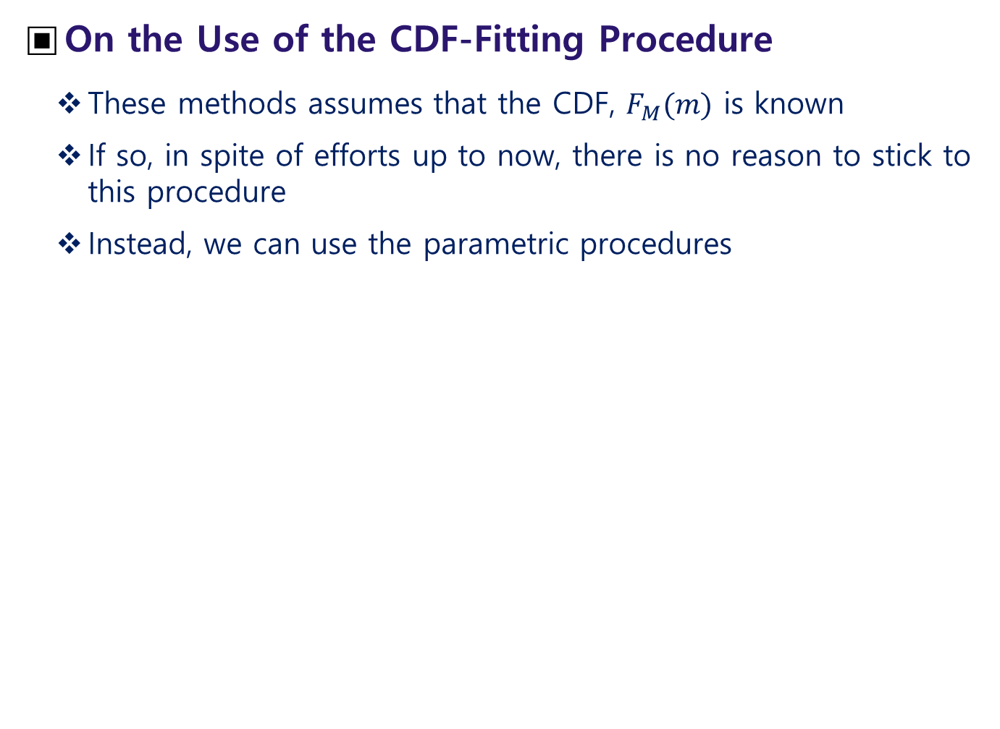 ▣ On the Use of the CDF-Fitting Procedure
❖ These methods assumes that the CDF, $F_M(m)$ is known
❖ If so, in spite of efforts up to now, there is no reason to stick to
this procedure
❖ Instead, we can use the parametric procedures